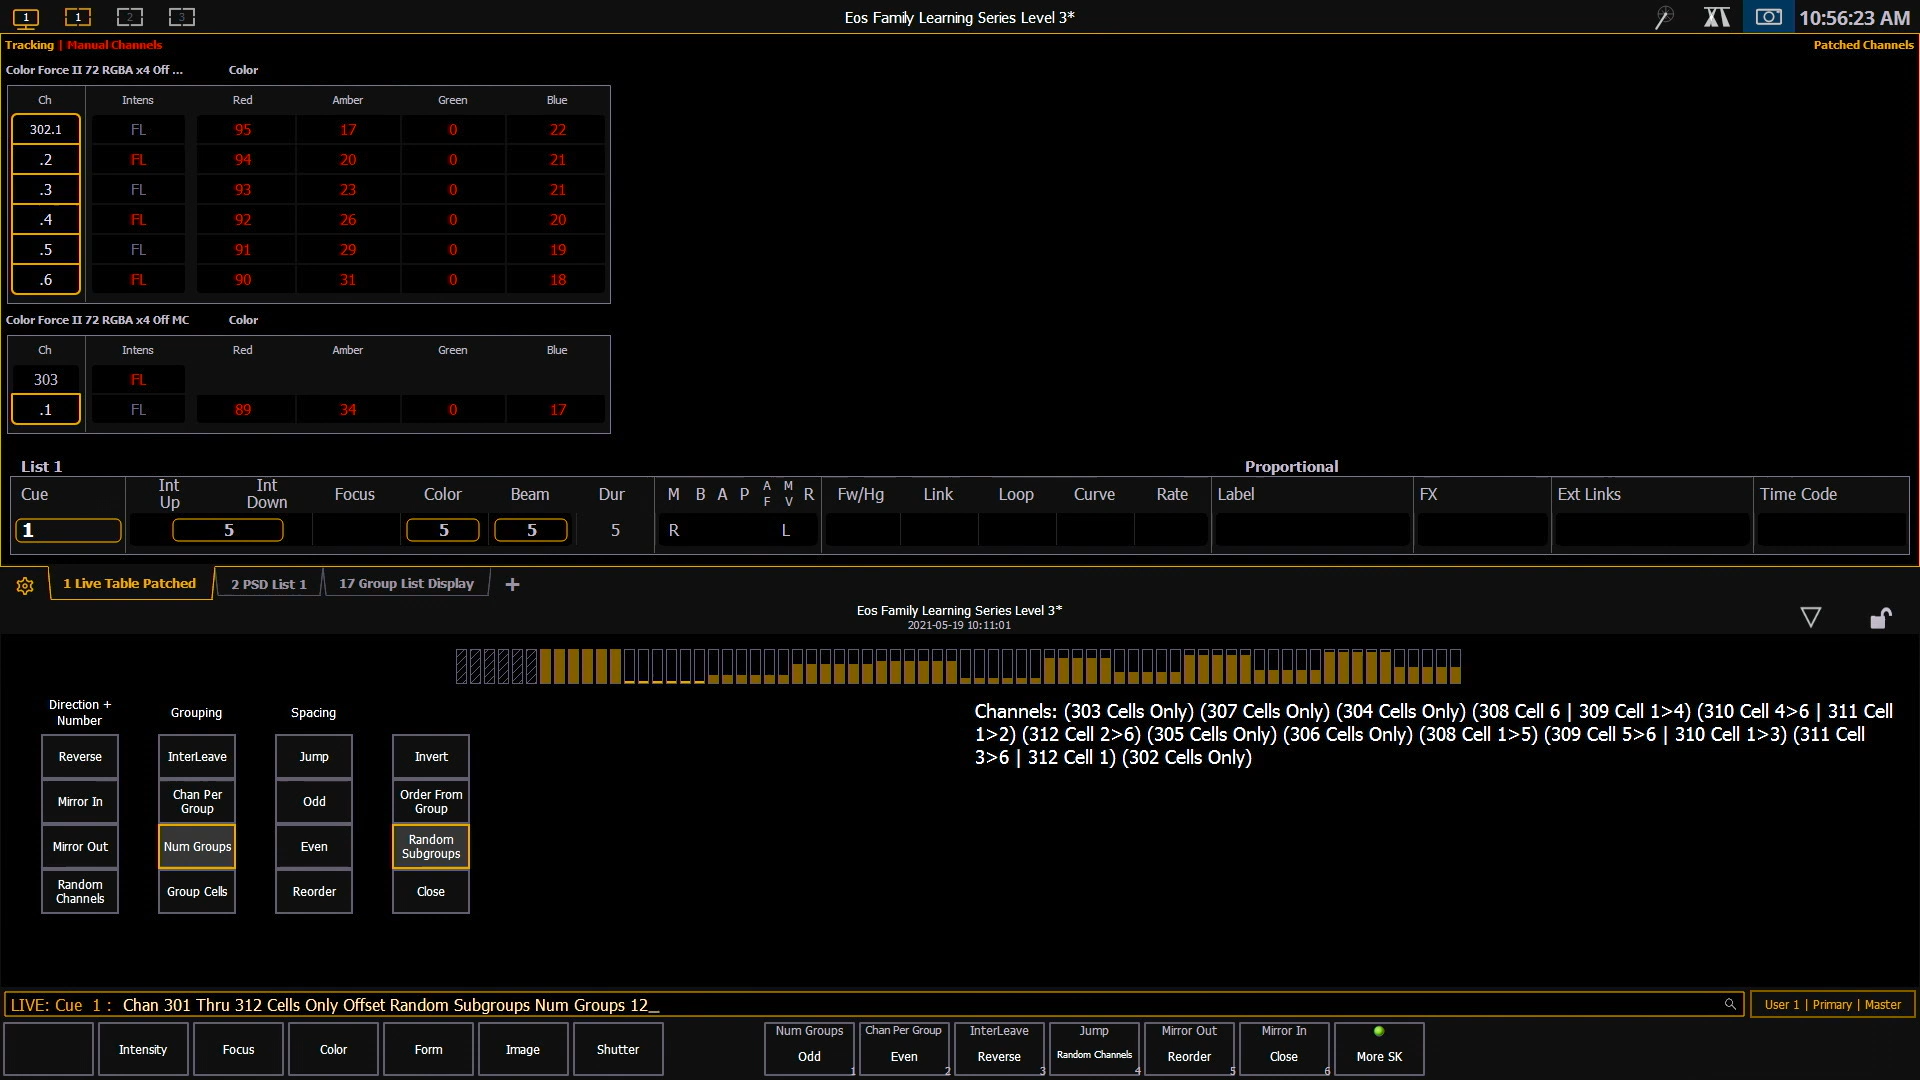 1 1 2 3 Eos Family Learning Series Level 3* 10:56:23 AM
Tracking | Manual Channels Patched Channels
Color Force II 72 RGBA x4 Off ... Color
Ch Intens Red Amber Green Blue
302.1 FL 95 17 0 22
.2 FL 94 20 0 21
.3 FL 93 23 0 21
.4 FL 92 26 0 20
.5 FL 91 29 0 19
.6 FL 90 31 0 18
Color Force II 72 RGBA x4 Off MC Color
Ch Intens Red Amber Green Blue
303 FL
.1 FL 89 34 0 17
List 1 Proportional
Cue Int Up Int Down Focus Color Beam Dur M B A P AF MV R Fw/Hg Link Loop Curve Rate Label FX Ext Links Time Code
1 5 5 5 5 R L
1 Live Table Patched 2 PSD List 1 17 Group List Display +
Eos Family Learning Series Level 3*
2021-05-19 10:11:01
Direction + Number Grouping Spacing
Reverse InterLeave Jump Invert
Mirror In Chan Per Group Odd Order From Group
Mirror Out Num Groups Even Random Subgroups
Random Channels Group Cells Reorder Close
Channels: (303 Cells Only) (307 Cells Only) (304 Cells Only) (308 Cell 6 | 309 Cell 1>4) (310 Cell 4>6 | 311 Cell
1>2) (312 Cell 2>6) (305 Cells Only) (306 Cells Only) (308 Cell 1>5) (309 Cell 5>6 | 310 Cell 1>3) (311 Cell
3>6 | 312 Cell 1) (302 Cells Only)
LIVE: Cue 1 : Chan 301 Thru 312 Cells Only Offset Random Subgroups Num Groups 12_ User 1 | Primary | Master
Intensity Focus Color Form Image Shutter
Num Groups Chan Per Group InterLeave Jump Mirror Out Mirror In
Odd Even Reverse Random Channels Reorder Close More SK
1 2 3 4 5 6